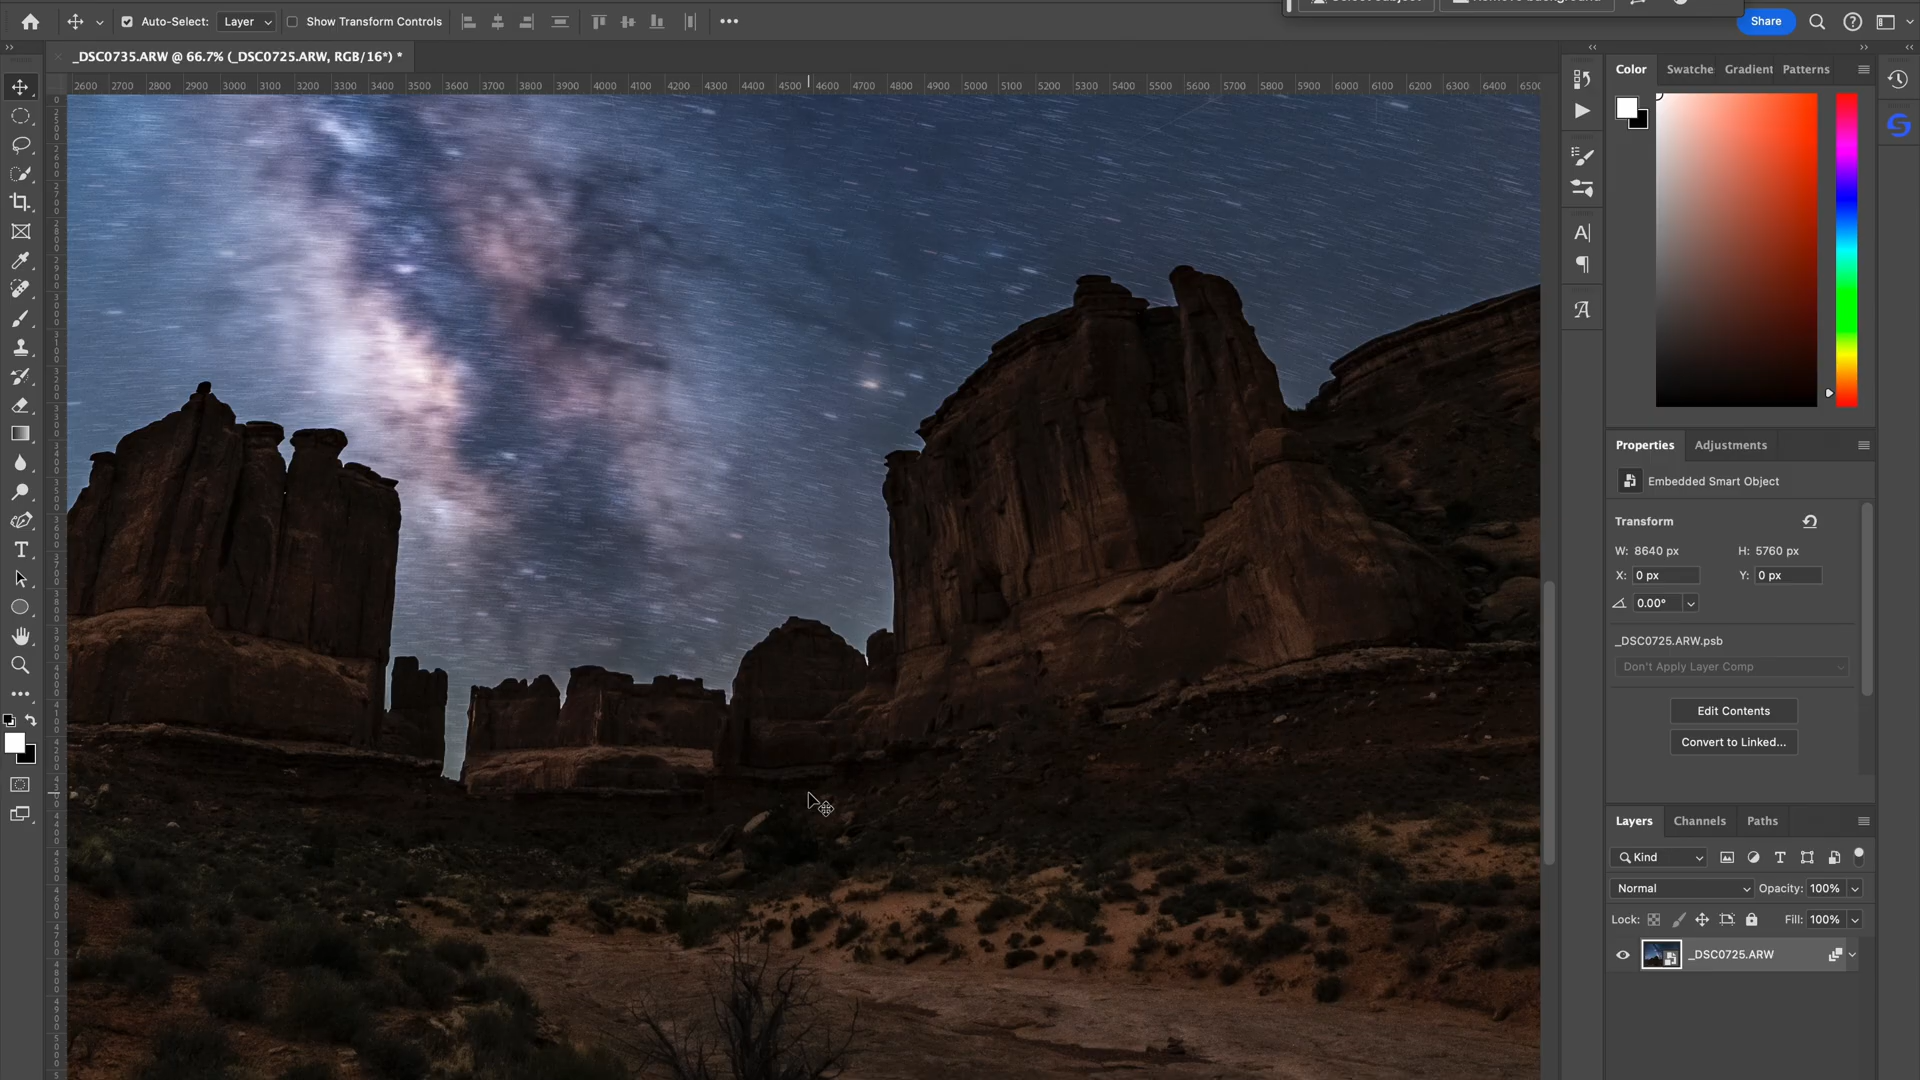 Auto-Select: Layer Show Transform Controls
Share
_DSC0735.ARW @ 66.7% (_DSC0725.ARW, RGB/16*) *
2600 2700 2800 2900 3000 3100 3200 3300 3400 3500 3600 3700 3800 3900 4000 4100 4200 4300 4400 4500 4600 4700 4800 4900 5000 5100 5200 5300 5400 5500 5600 5700 5800 5900 6000 6100 6200 6300 6400
Color Swatche Gradient Patterns
Properties Adjustments
Embedded Smart Object
Transform
W: 8640 px H: 5760 px
X: 0 px Y: 0 px
0.00°
_DSC0725.ARW.psb
Don't Apply Layer Comp
Edit Contents
Convert to Linked...
Layers Channels Paths
Kind
Normal Opacity: 100%
Lock: Fill: 100%
_DSC0725.ARW